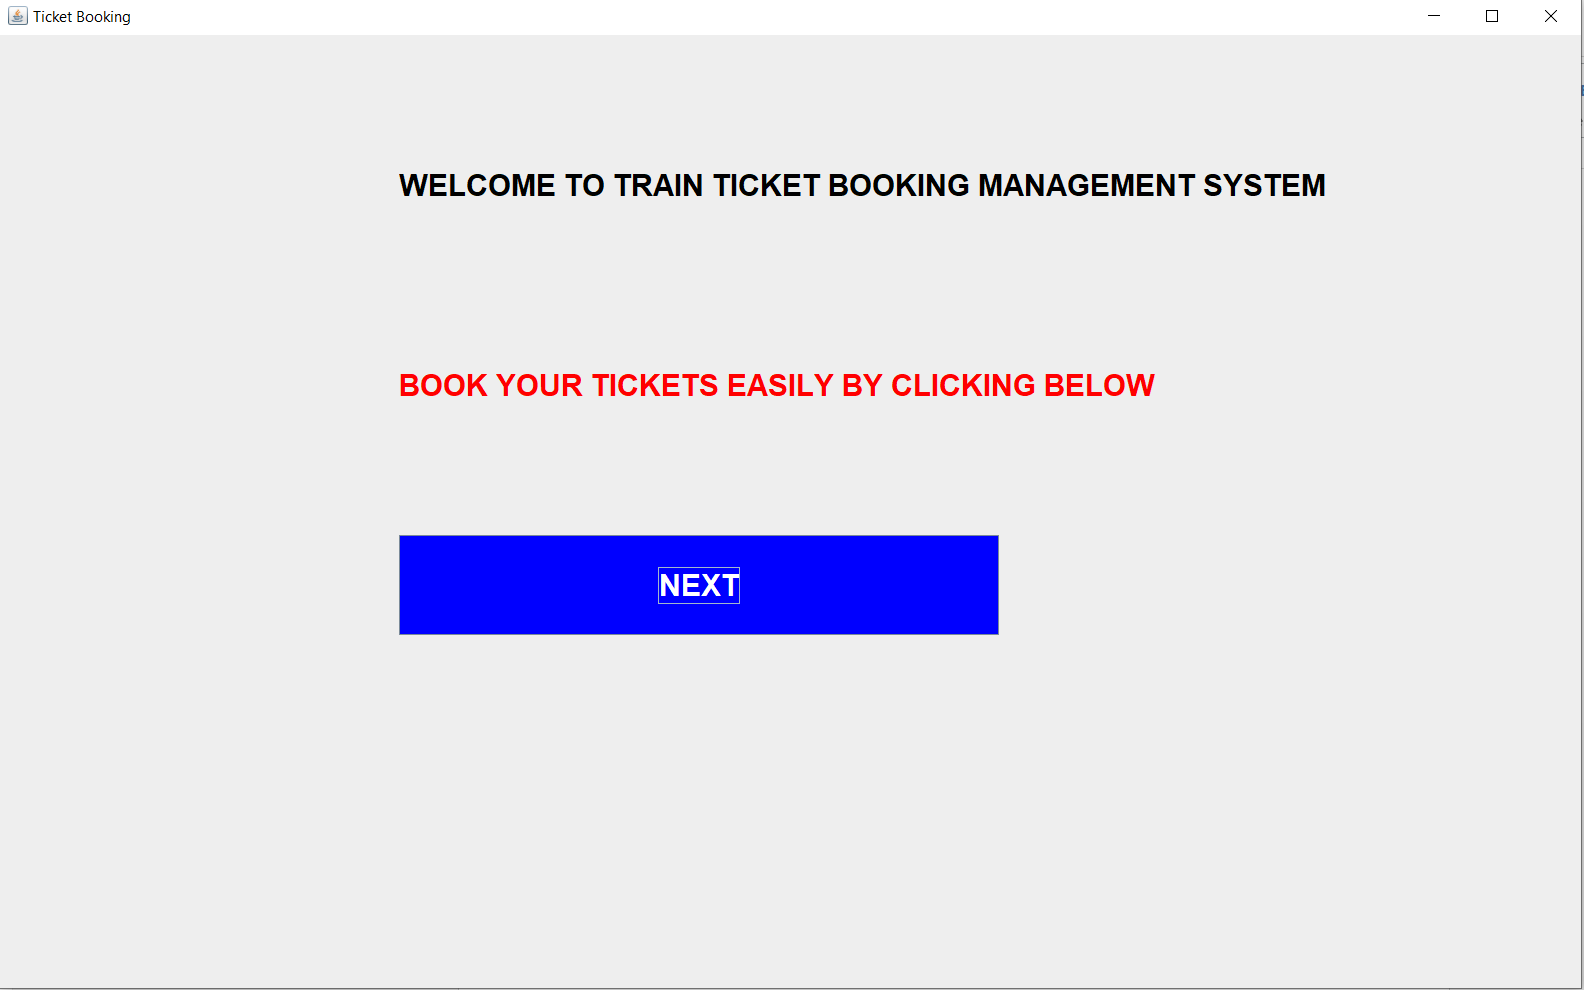 Ticket Booking
WELCOME TO TRAIN TICKET BOOKING MANAGEMENT SYSTEM
BOOK YOUR TICKETS EASILY BY CLICKING BELOW
NEXT